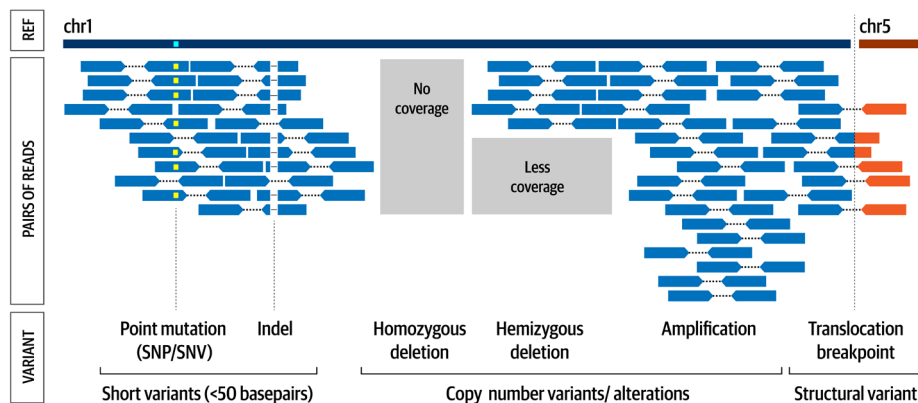 REF
chr1
chr5
PAIRS OF READS
No
coverage
Less
coverage
VARIANT
Point mutation
(SNP/SNV)
Indel
Homozygous
deletion
Hemizygous
deletion
Amplification
Translocation
breakpoint
Short variants (<50 basepairs)
Copy number variants/ alterations
Structural variant